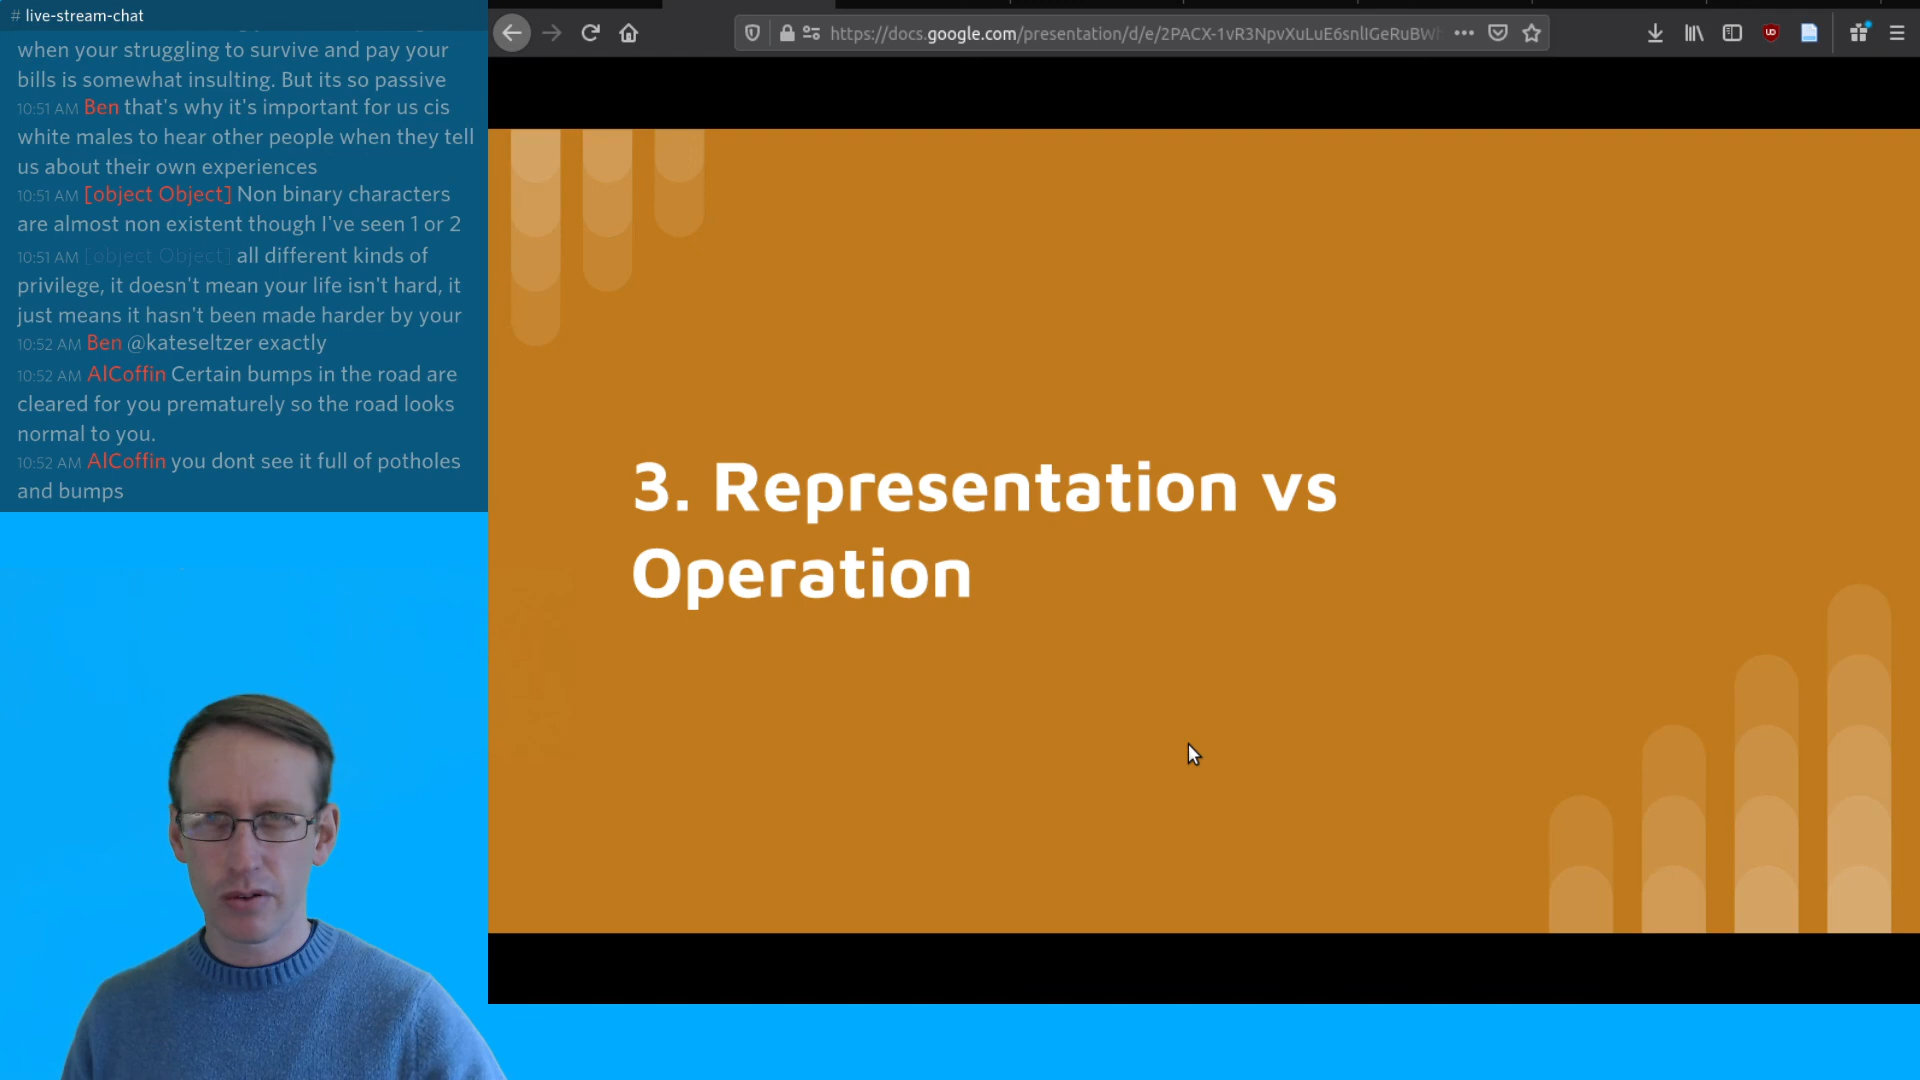 # live-stream-chat
when your struggling to survive and pay your
bills is somewhat insulting. But its so passive
10:51 AM Ben that's why it's important for us cis
white males to hear other people when they tell
us about their own experiences
10:51 AM [object Object] Non binary characters
are almost non existent though I've seen 1 or 2
10:51 AM [object Object] all different kinds of
privilege, it doesn't mean your life isn't hard, it
just means it hasn't been made harder by your
10:52 AM Ben @kateseltzer exactly
10:52 AM AlCoffin Certain bumps in the road are
cleared for you prematurely so the road looks
normal to you.
10:52 AM AlCoffin you dont see it full of potholes
and bumps
https://docs.google.com/presentation/d/e/2PACX-1vR3NpvXuLuE6snlIGeRuBW
3. Representation vs
Operation